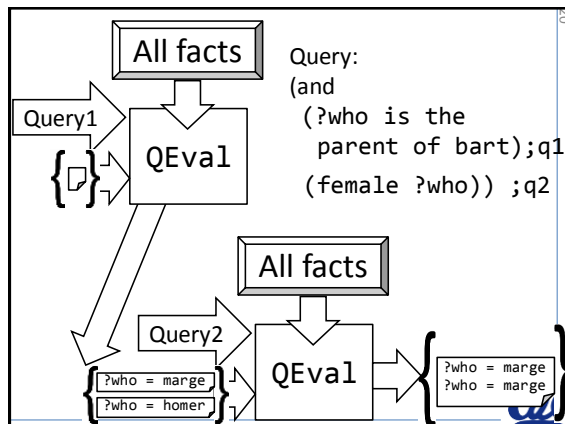 All facts
Query:
(and
(?who is the
parent of bart);q1
(female ?who)) ;q2
Query1
QEval
All facts
Query2
QEval
?who = marge
?who = homer
?who = marge
?who = marge